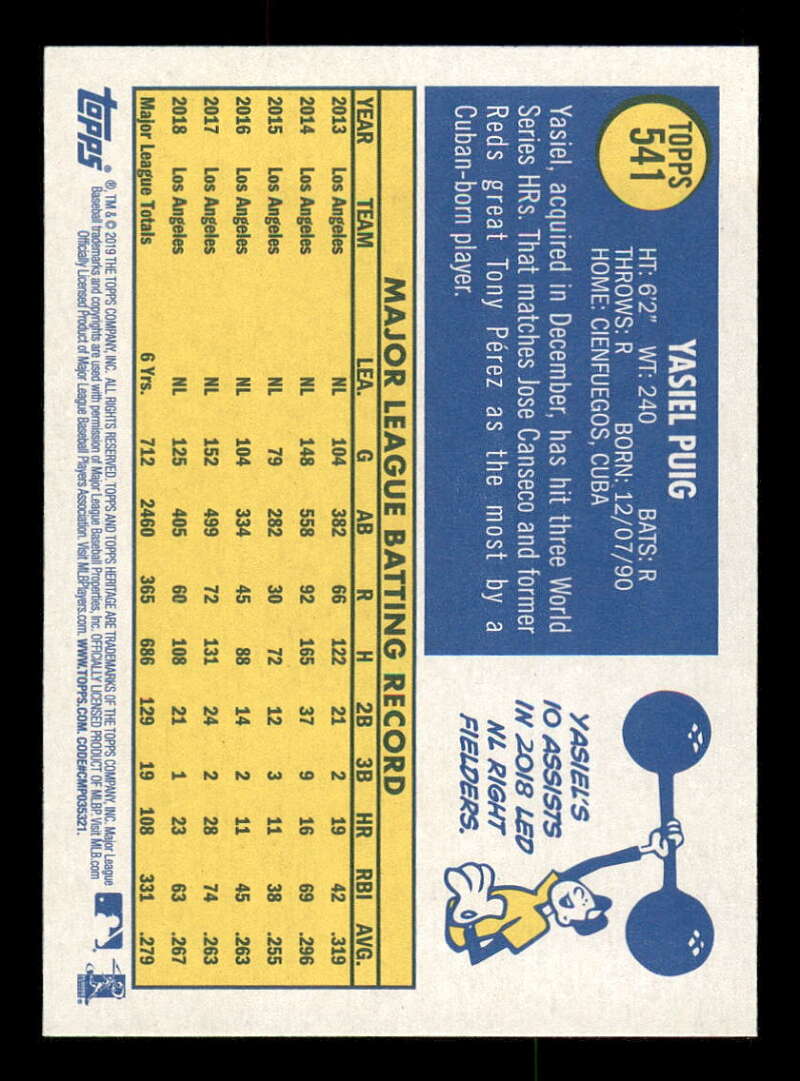 TOPPS
541
YASIEL PUIG
HT: 6'2" WT: 240 BATS: R
THROWS: R BORN: 12/07/90
HOME: CIENFUEGOS, CUBA
Yasiel, acquired in December, has hit three World
Series HRs. That matches Jose Canseco and former
Reds great Tony Pérez as the most by a
Cuban-born player.
YASIEL'S
10 ASSISTS
IN 2018 LED
NL RIGHT
FIELDERS.
MAJOR LEAGUE BATTING RECORD
YEAR TEAM LEA. G AB R H 2B 3B HR RBI AVG.
2013 Los Angeles NL 104 382 66 122 21 2 19 42 .319
2014 Los Angeles NL 148 558 92 165 37 9 16 69 .296
2015 Los Angeles NL 79 282 30 72 12 3 11 38 .255
2016 Los Angeles NL 104 334 45 88 14 2 11 45 .263
2017 Los Angeles NL 152 499 72 131 24 2 28 74 .263
2018 Los Angeles NL 125 405 60 108 21 1 23 63 .267
Major League Totals 6 Yrs. 712 2460 365 686 129 19 108 331 .279
topps®
®, TM & © 2019 THE TOPPS COMPANY, INC. ALL RIGHTS RESERVED. TOPPS AND TOPPS HERITAGE ARE TRADEMARKS OF THE TOPPS COMPANY, INC. Major League
Baseball trademarks and copyrights are used with permission of Major League Baseball Properties, Inc. OFFICIALLY LICENSED PRODUCT OF MLBP. Visit MLB.com
Officially Licensed Product of Major League Baseball Players Association. Visit MLBPlayers.com. WWW.TOPPS.COM. CODE#CMP035321.